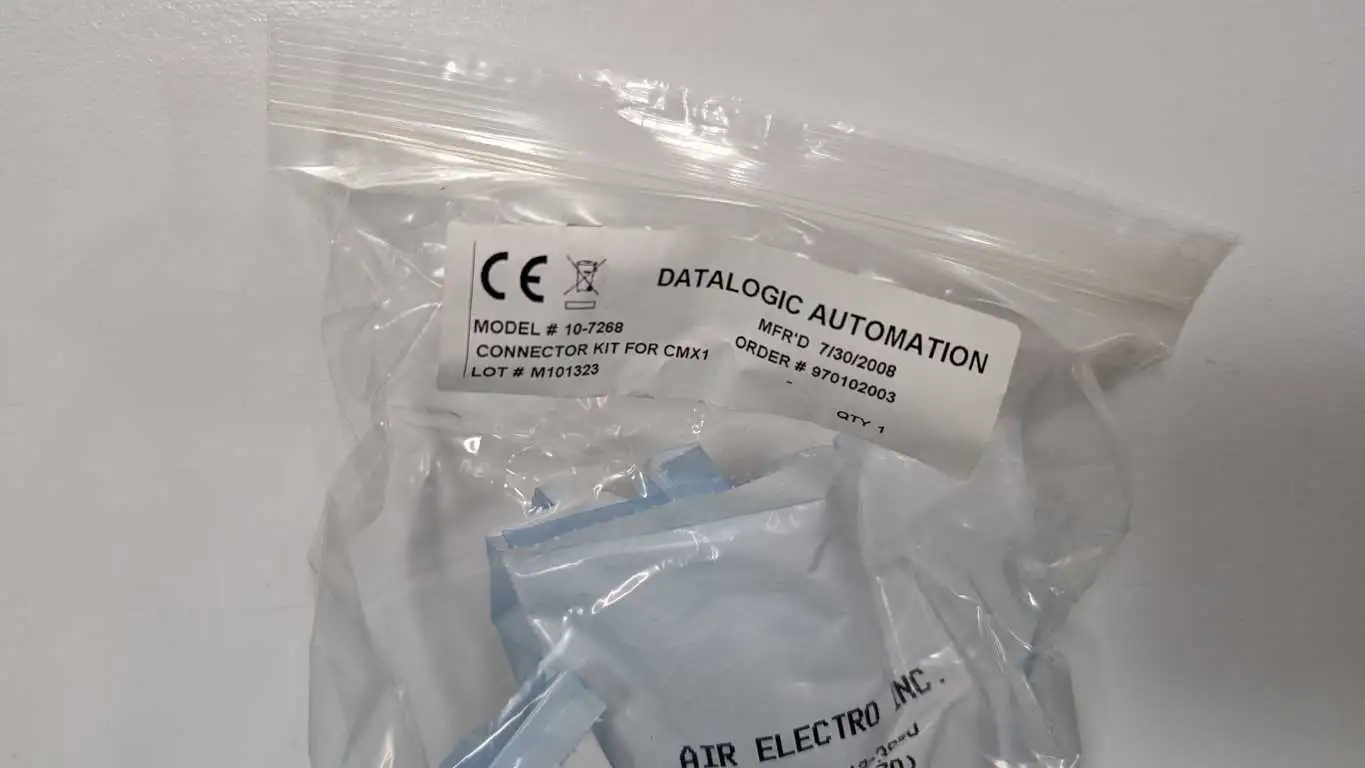 CE
DATALOGIC AUTOMATION
MODEL # 10-7268
MFR'D 7/30/2008
CONNECTOR KIT FOR CMX1
ORDER # 970102003
LOT # M101323
QTY 1
AIR ELECTRO INC.